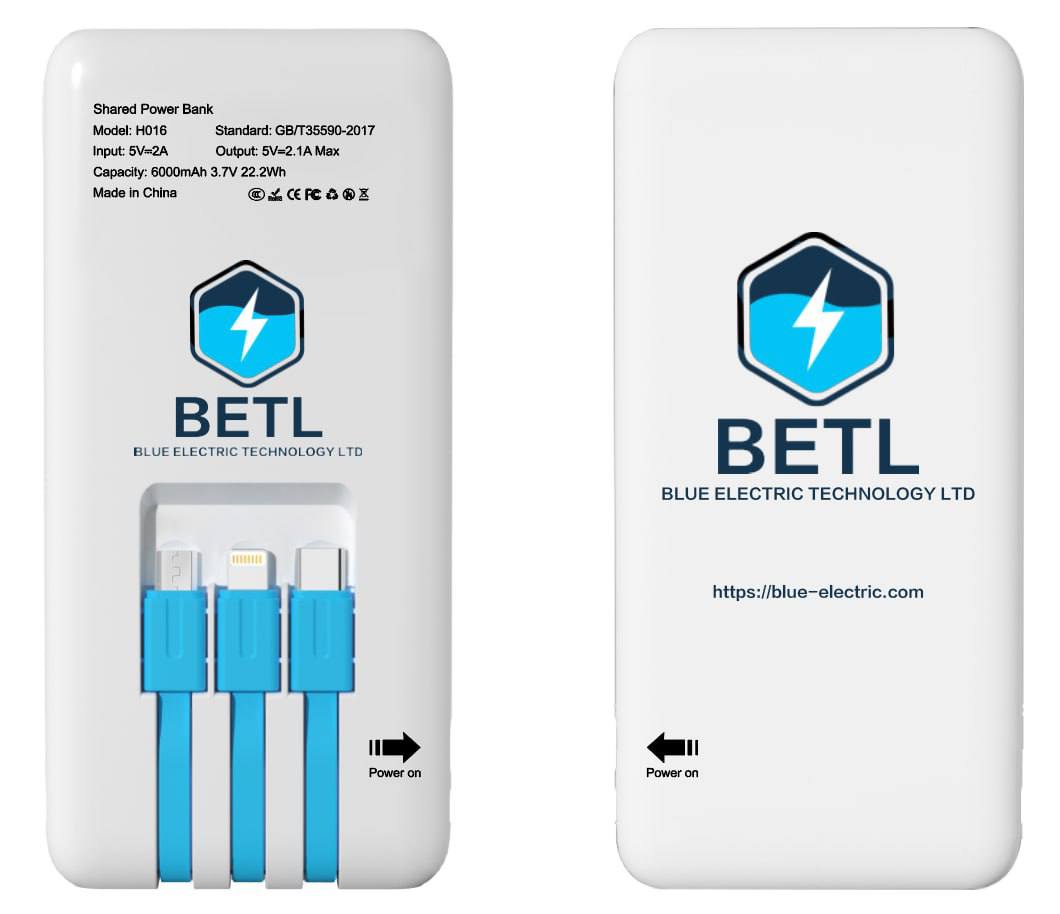 Shared Power Bank
Model: H016 Standard: GB/T35590-2017
Input: 5V=2A Output: 5V=2.1A Max
Capacity: 6000mAh 3.7V 22.2Wh
Made in China
BETL
BLUE ELECTRIC TECHNOLOGY LTD
Power on
BETL
BLUE ELECTRIC TECHNOLOGY LTD
https://blue-electric.com
Power on